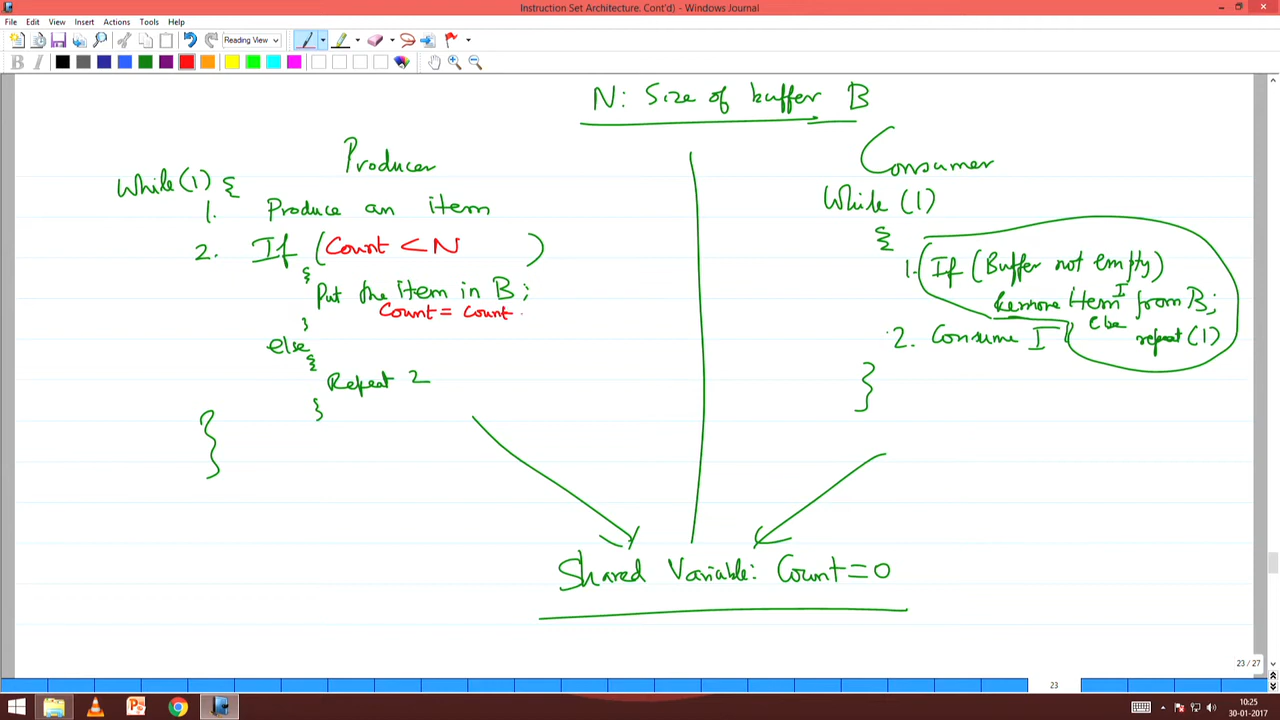 Instruction Set Architecture. Cont'd) - Windows Journal
File Edit View Insert Actions Tools Help
Reading View
B I
N: Size of buffer B
Producer
While(1) {
1. Produce an item
2. If (Count < N )
{
Put the item in B;
Count = Count
}
else
{
Repeat 2
}
}
Consumer
While (1)
{
1. If (Buffer not empty)
Remove item I from B;
else
repeat (1)
2. Consume I
}
Shared Variable: Count = 0
23 / 27
23
10:25
30-01-2017